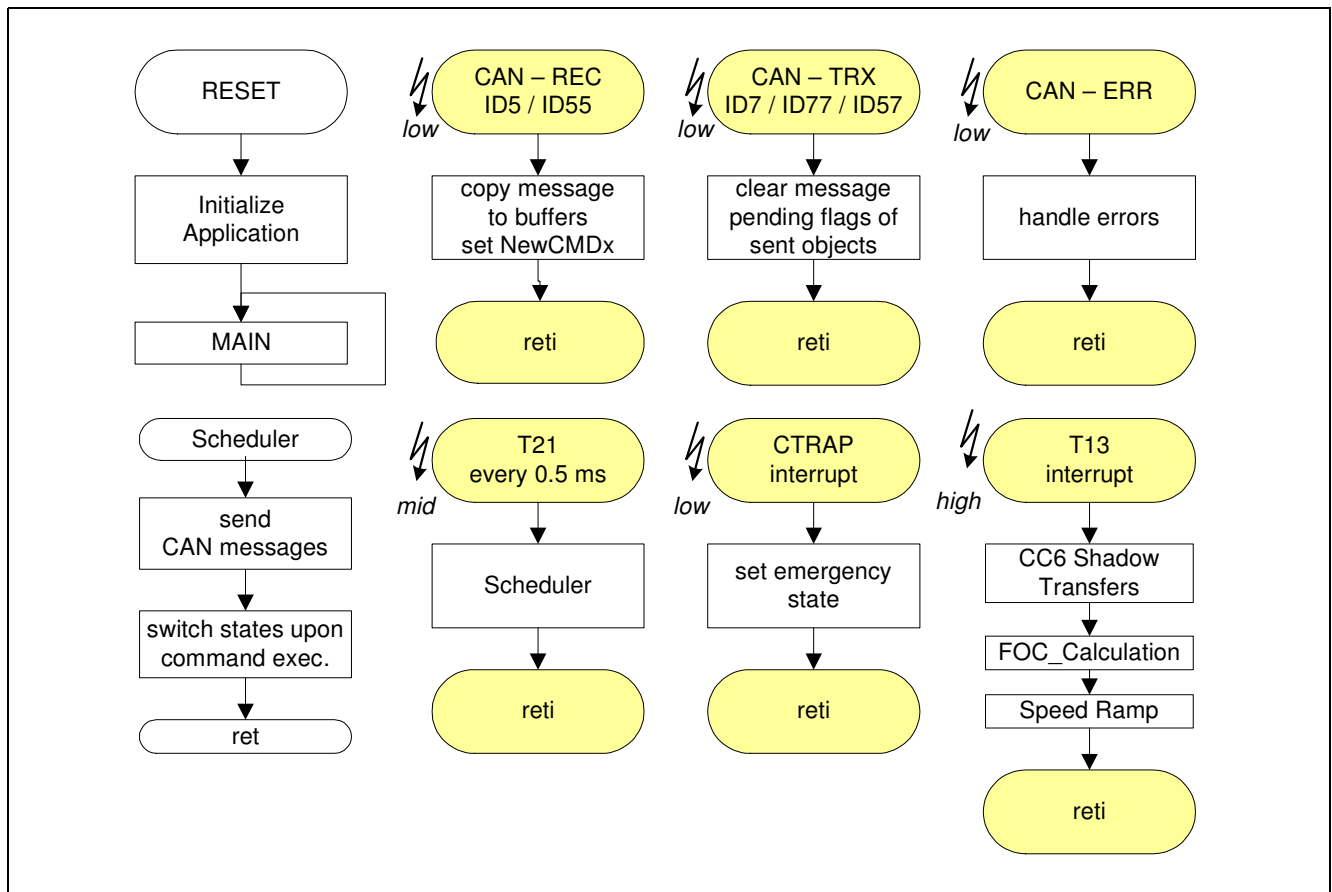 RESET
Initialize
Application
MAIN
CAN – REC
ID5 / ID55
low
copy message
to buffers
set NewCMDx
reti
CAN – TRX
ID7 / ID77 / ID57
low
clear message
pending flags of
sent objects
reti
CAN – ERR
low
handle errors
reti
Scheduler
send
CAN messages
switch states upon
command exec.
ret
T21
every 0.5 ms
mid
Scheduler
reti
CTRAP
interrupt
low
set emergency
state
reti
T13
interrupt
high
CC6 Shadow
Transfers
FOC_Calculation
Speed Ramp
reti